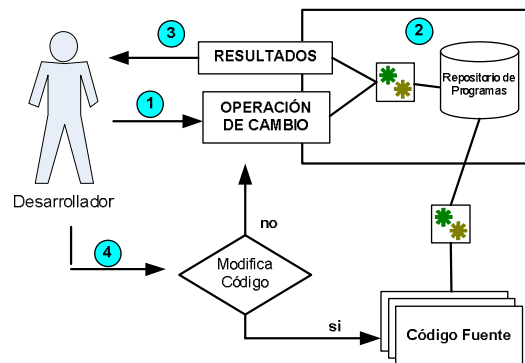 3
2
RESULTADOS
Repositorio de
Programas
1
OPERACIÓN
DE CAMBIO
Desarrollador
no
4
Modifica
Código
si
Código Fuente